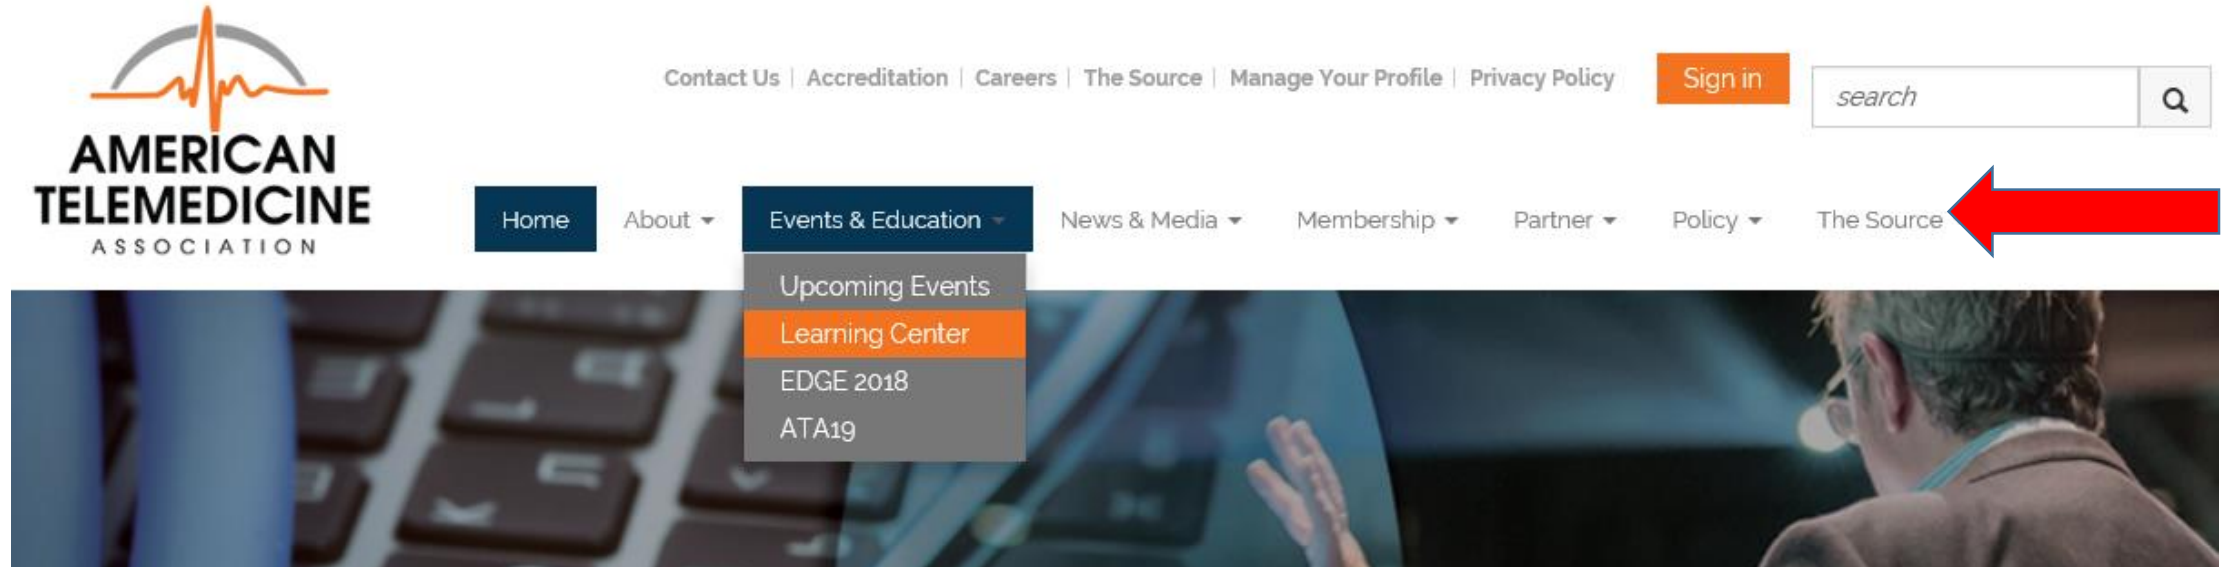 AMERICAN
TELEMEDICINE
ASSOCIATION
Contact Us | Accreditation | Careers | The Source | Manage Your Profile | Privacy Policy
Sign in
search
Home About Events & Education News & Media Membership Partner Policy The Source
Upcoming Events
Learning Center
EDGE 2018
ATA19